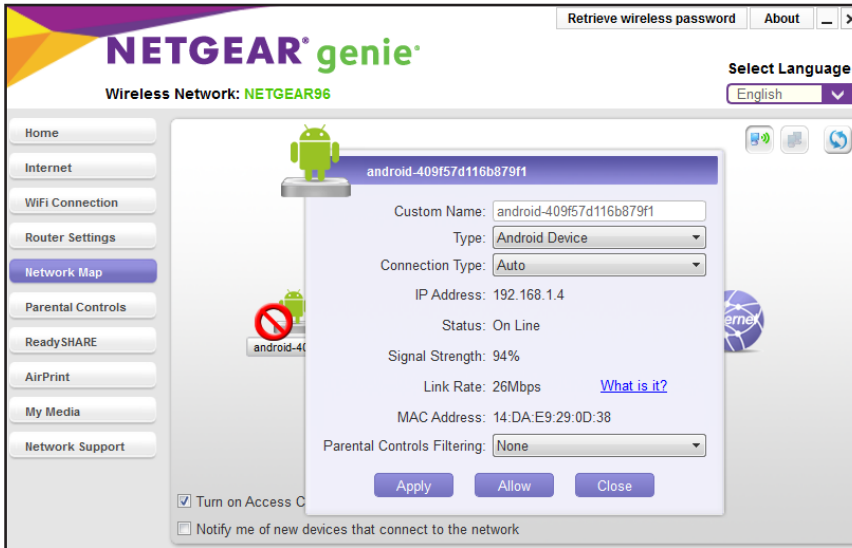 Retrieve wireless password About
NETGEAR® genie®
Select Language
Wireless Network: NETGEAR96
English
Home
Internet
WiFi Connection
Router Settings
Network Map
Parental Controls
ReadySHARE
AirPrint
My Media
Network Support
android-409f57d116b879f1
Custom Name: android-409f57d116b879f1
Type: Android Device
Connection Type: Auto
IP Address: 192.168.1.4
Status: On Line
Signal Strength: 94%
Link Rate: 26Mbps What is it?
MAC Address: 14:DA:E9:29:0D:38
Parental Controls Filtering: None
Apply Allow Close
android-40
ernet
Turn on Access C
Notify me of new devices that connect to the network